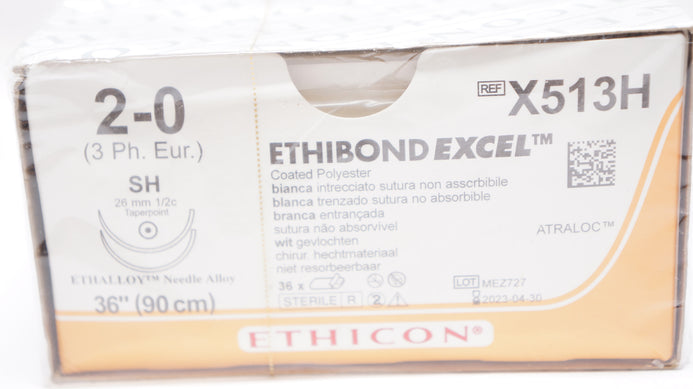 2-0
(3 Ph. Eur.)
SH
26 mm 1/2c
Taperpoint
ETHALLOY™ Needle Alloy
36" (90 cm)
REF X513H
ETHIBOND EXCEL™
Coated Polyester
bianca intrecciato sutura non assorbibile
blanca trenzado sutura no absorbible
branca entrançada
sutura não absorvível
wit gevlochten
chirur. hechtmateriaal
niet resorbeerbaar
ATRALOC™
36 x
STERILE R 2
LOT MEZ727
2023-04-30
ETHICON®